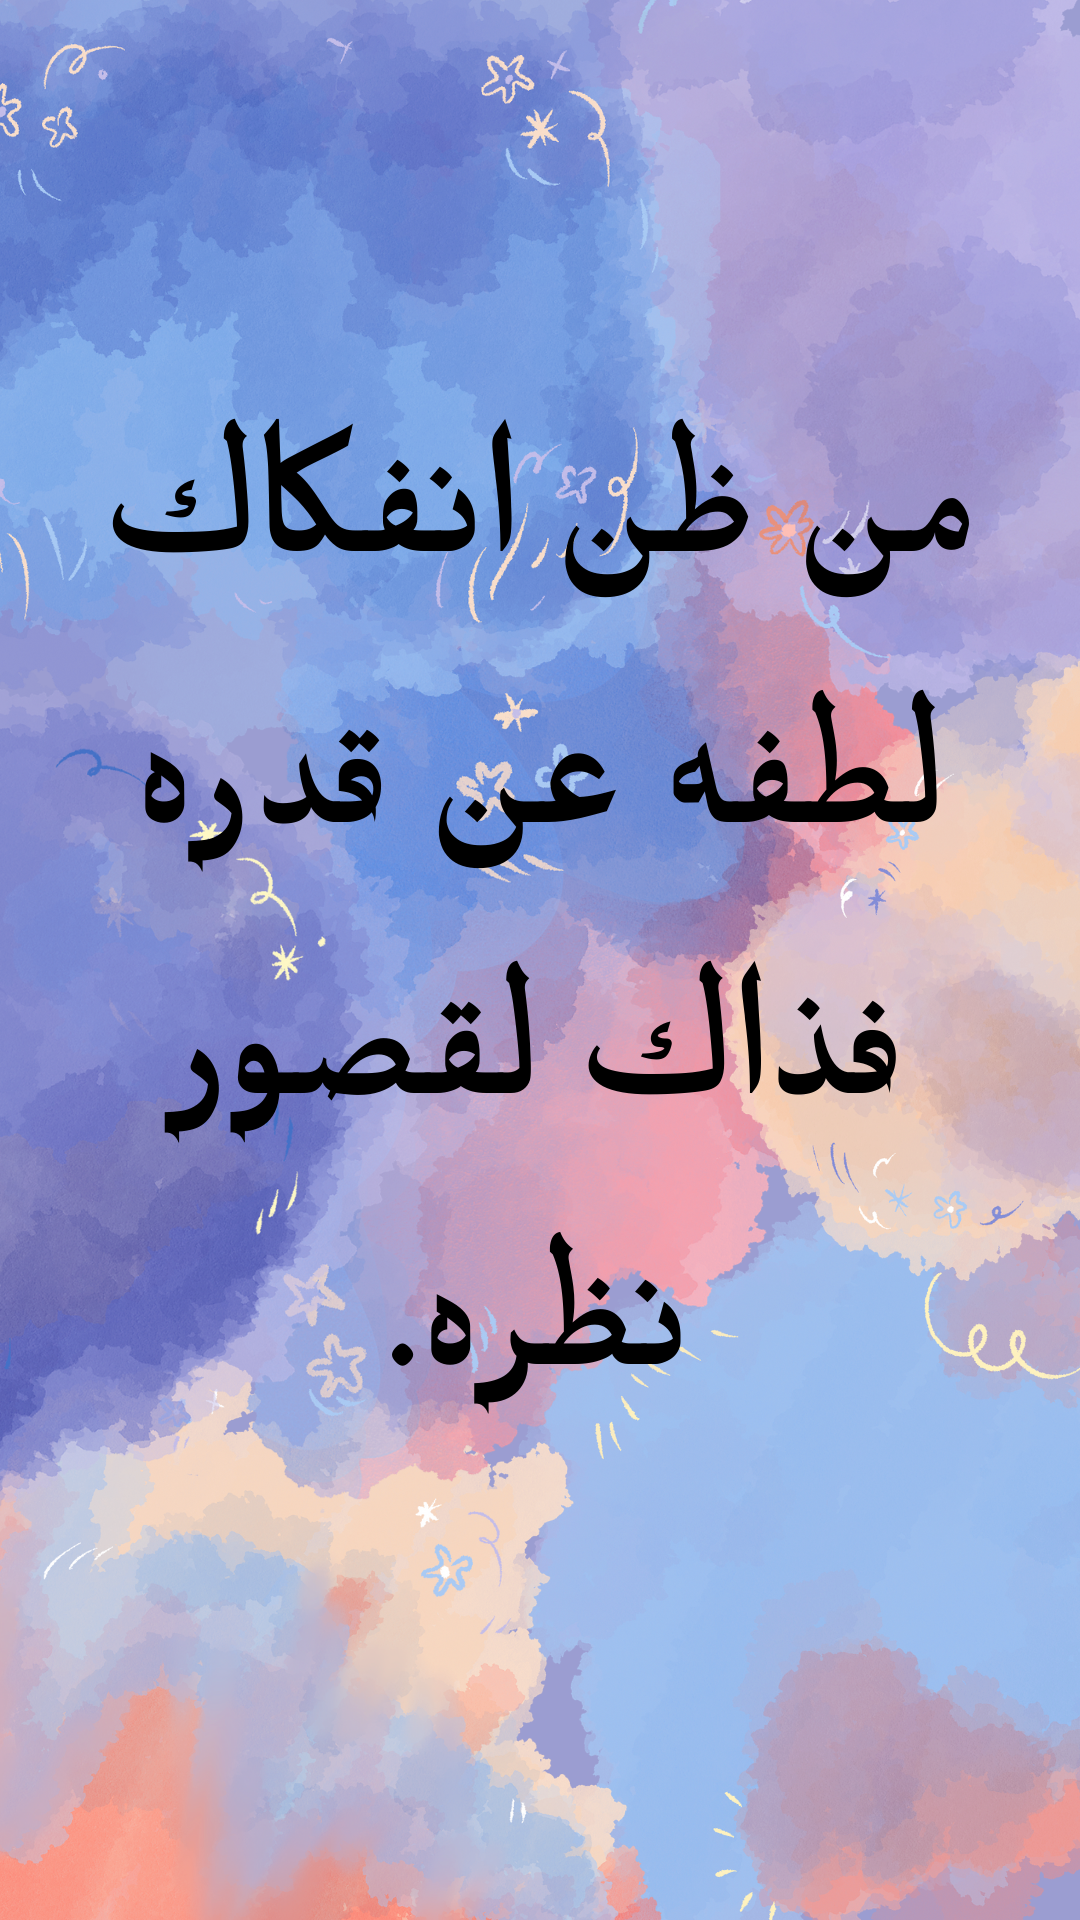 من ظن انفكاك
لطفه عن قدره
فذاك لقصور
نظره.